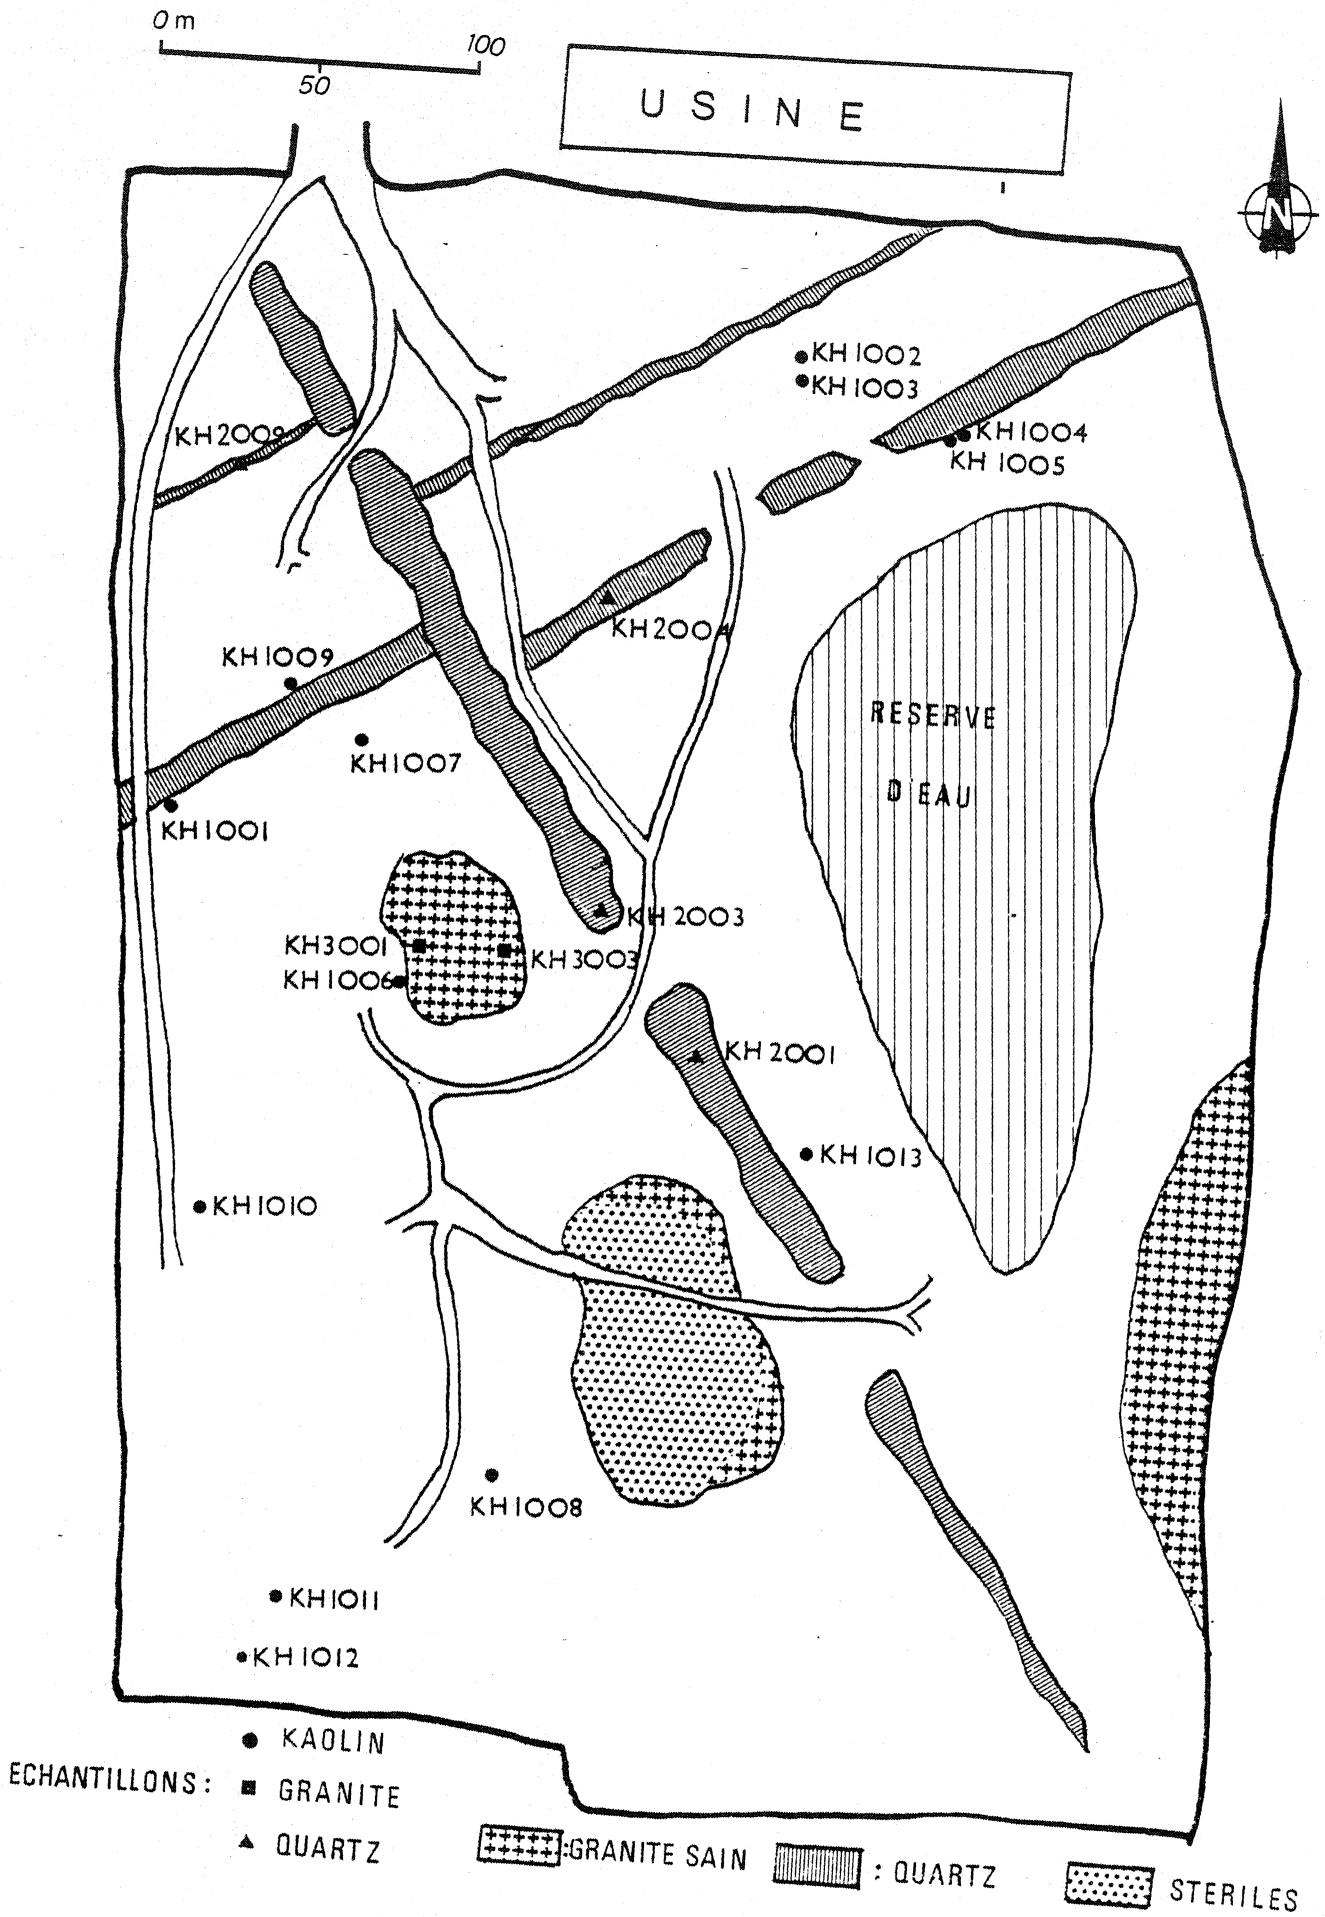 0 m
100
50
USINE
N
KH1002
KH1003
KH2009
KH1004
KH1005
KH2004
KH1009
RESERVE
D'EAU
KH1007
KH1001
KH2003
KH3001
KH3003
KH1006
KH2001
KH1013
KH1010
KH1008
KH1011
KH1012
KAOLIN
ECHANTILLONS:
GRANITE
QUARTZ
:GRANITE SAIN
: QUARTZ
STERILES